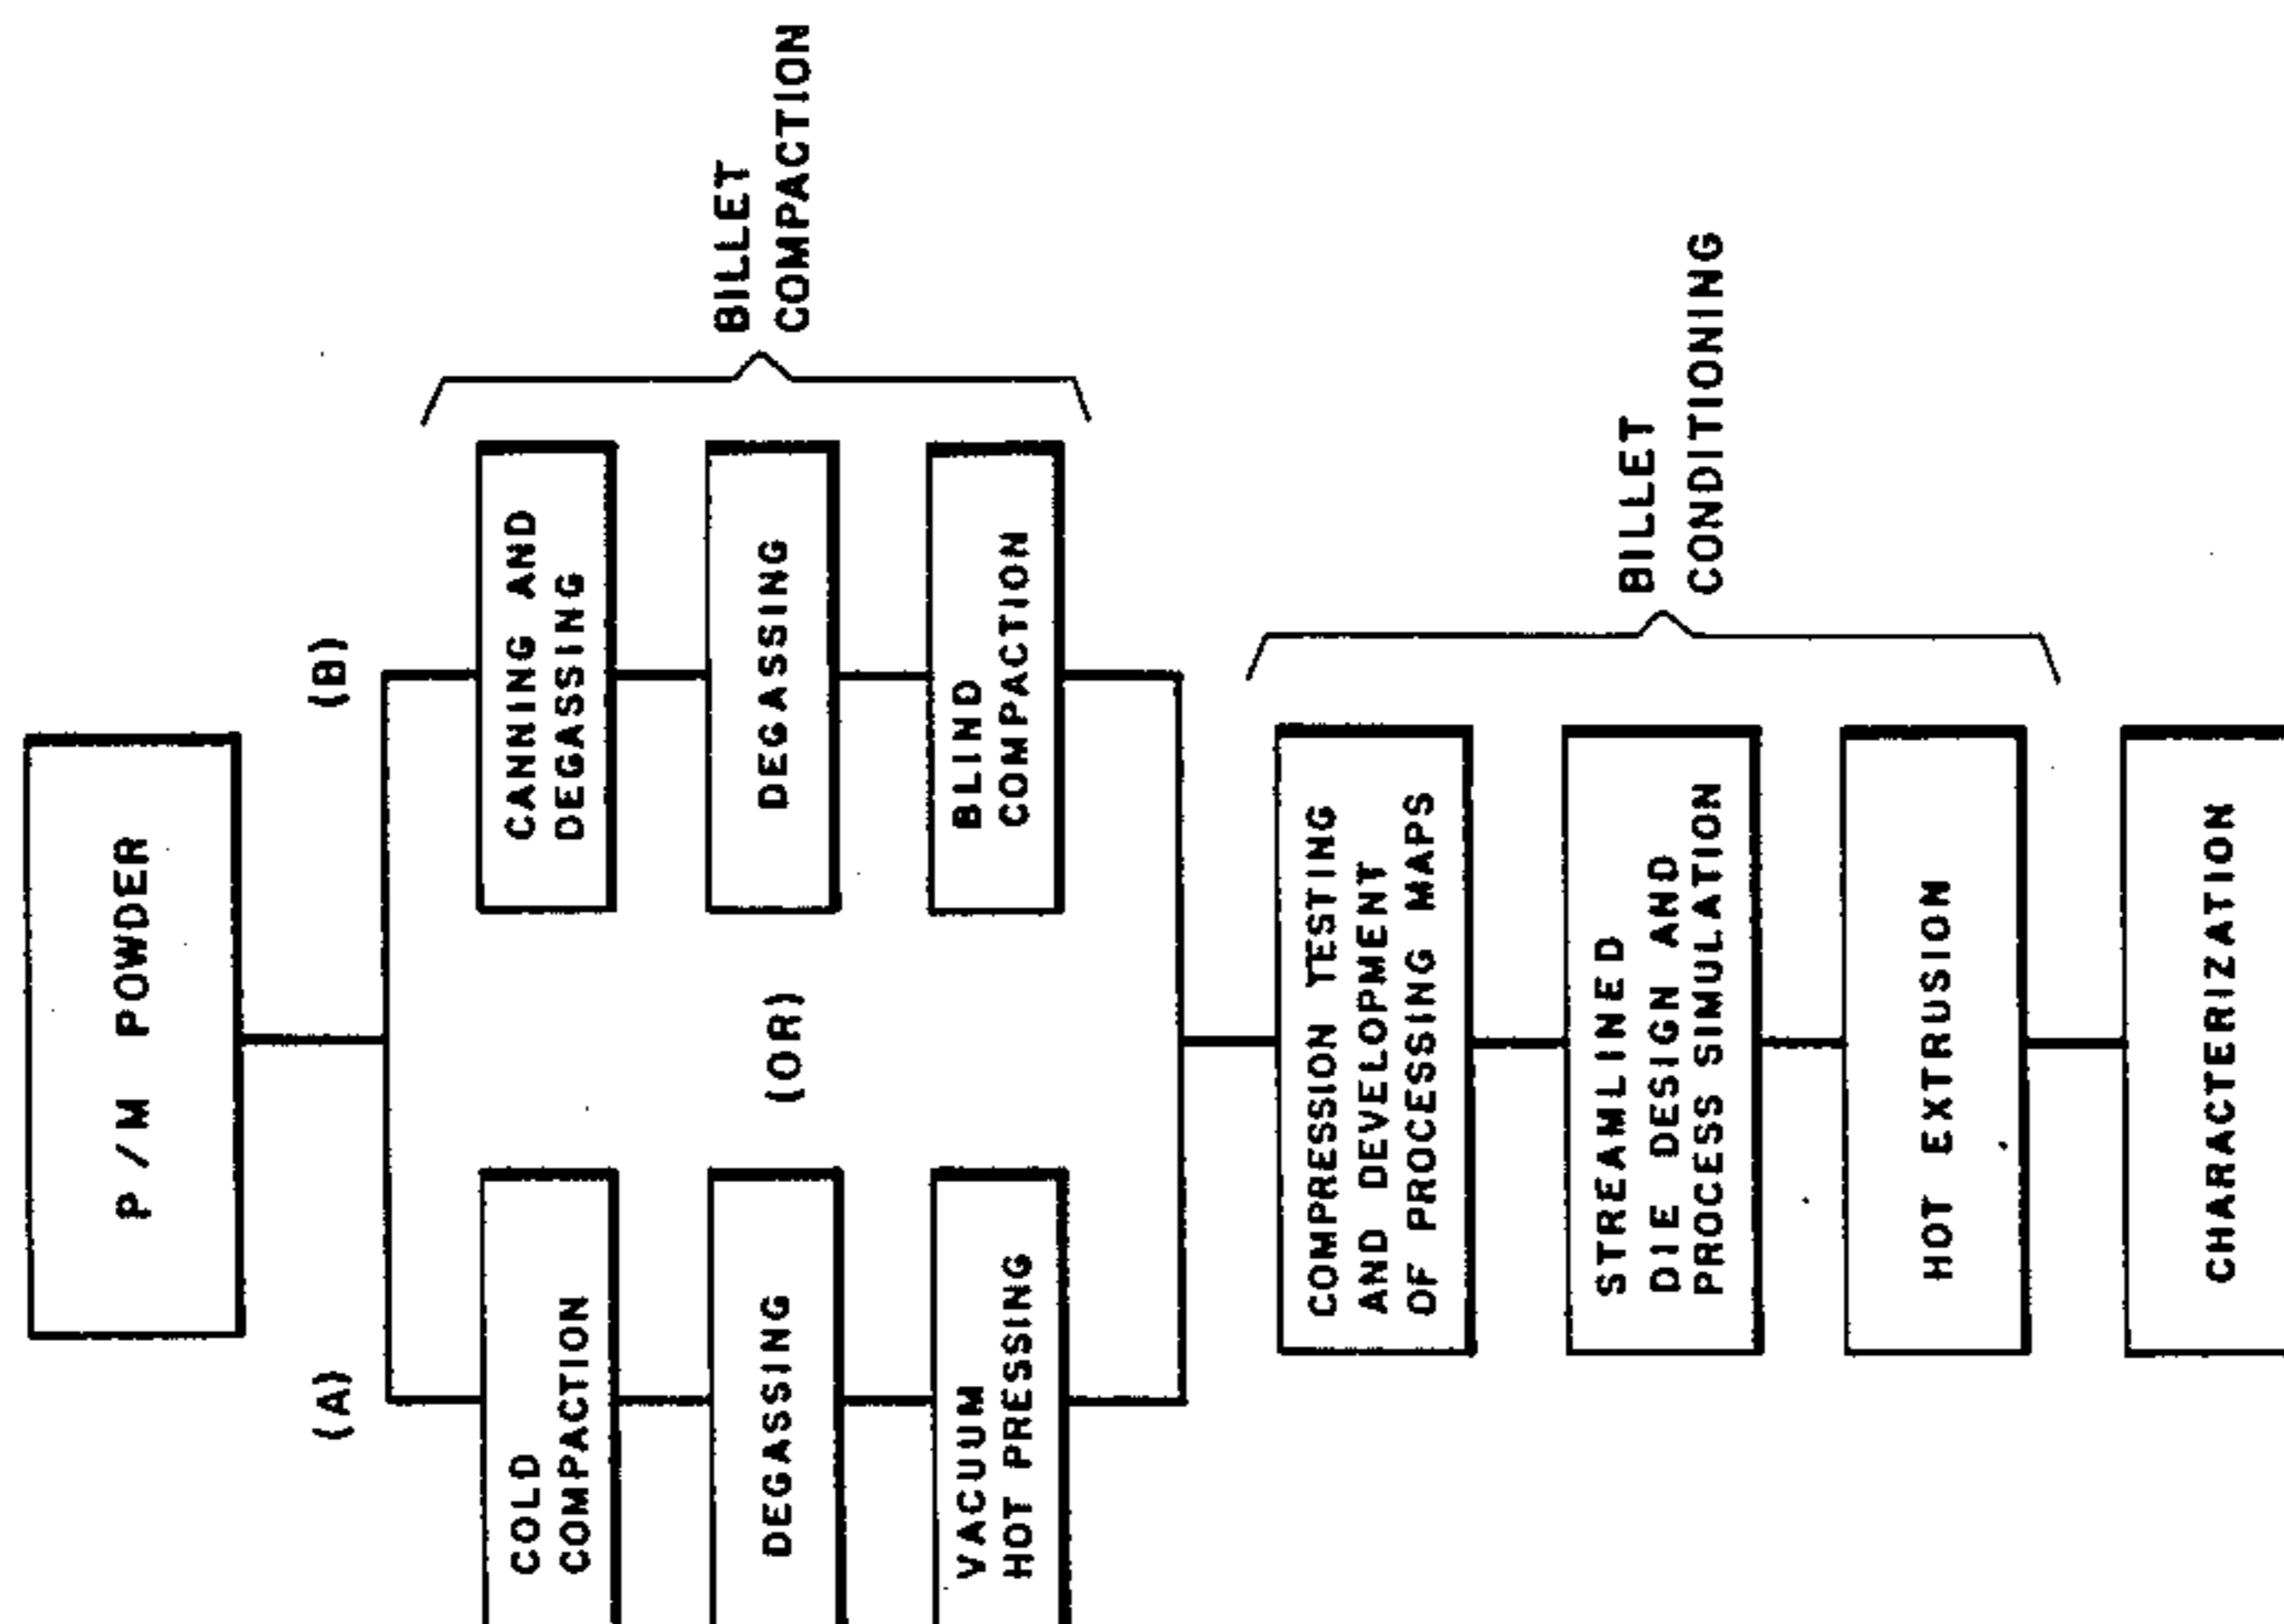 P/M POWDER
(A)
(B)
COLD
COMPACTION
DEGASSING
VACUUM
HOT PRESSING
(OR)
CANNING AND
DEGASSING
DEGASSING
BLIND
COMPACTION
BILLET
COMPACTION
COMPRESSION TESTING
AND DEVELOPMENT
OF PROCESSING MAPS
STREAMLINED
DIE DESIGN AND
PROCESS SIMULATION
HOT EXTRUSIOM
BILLET
CONDITIONING
CHARACTERIZATION